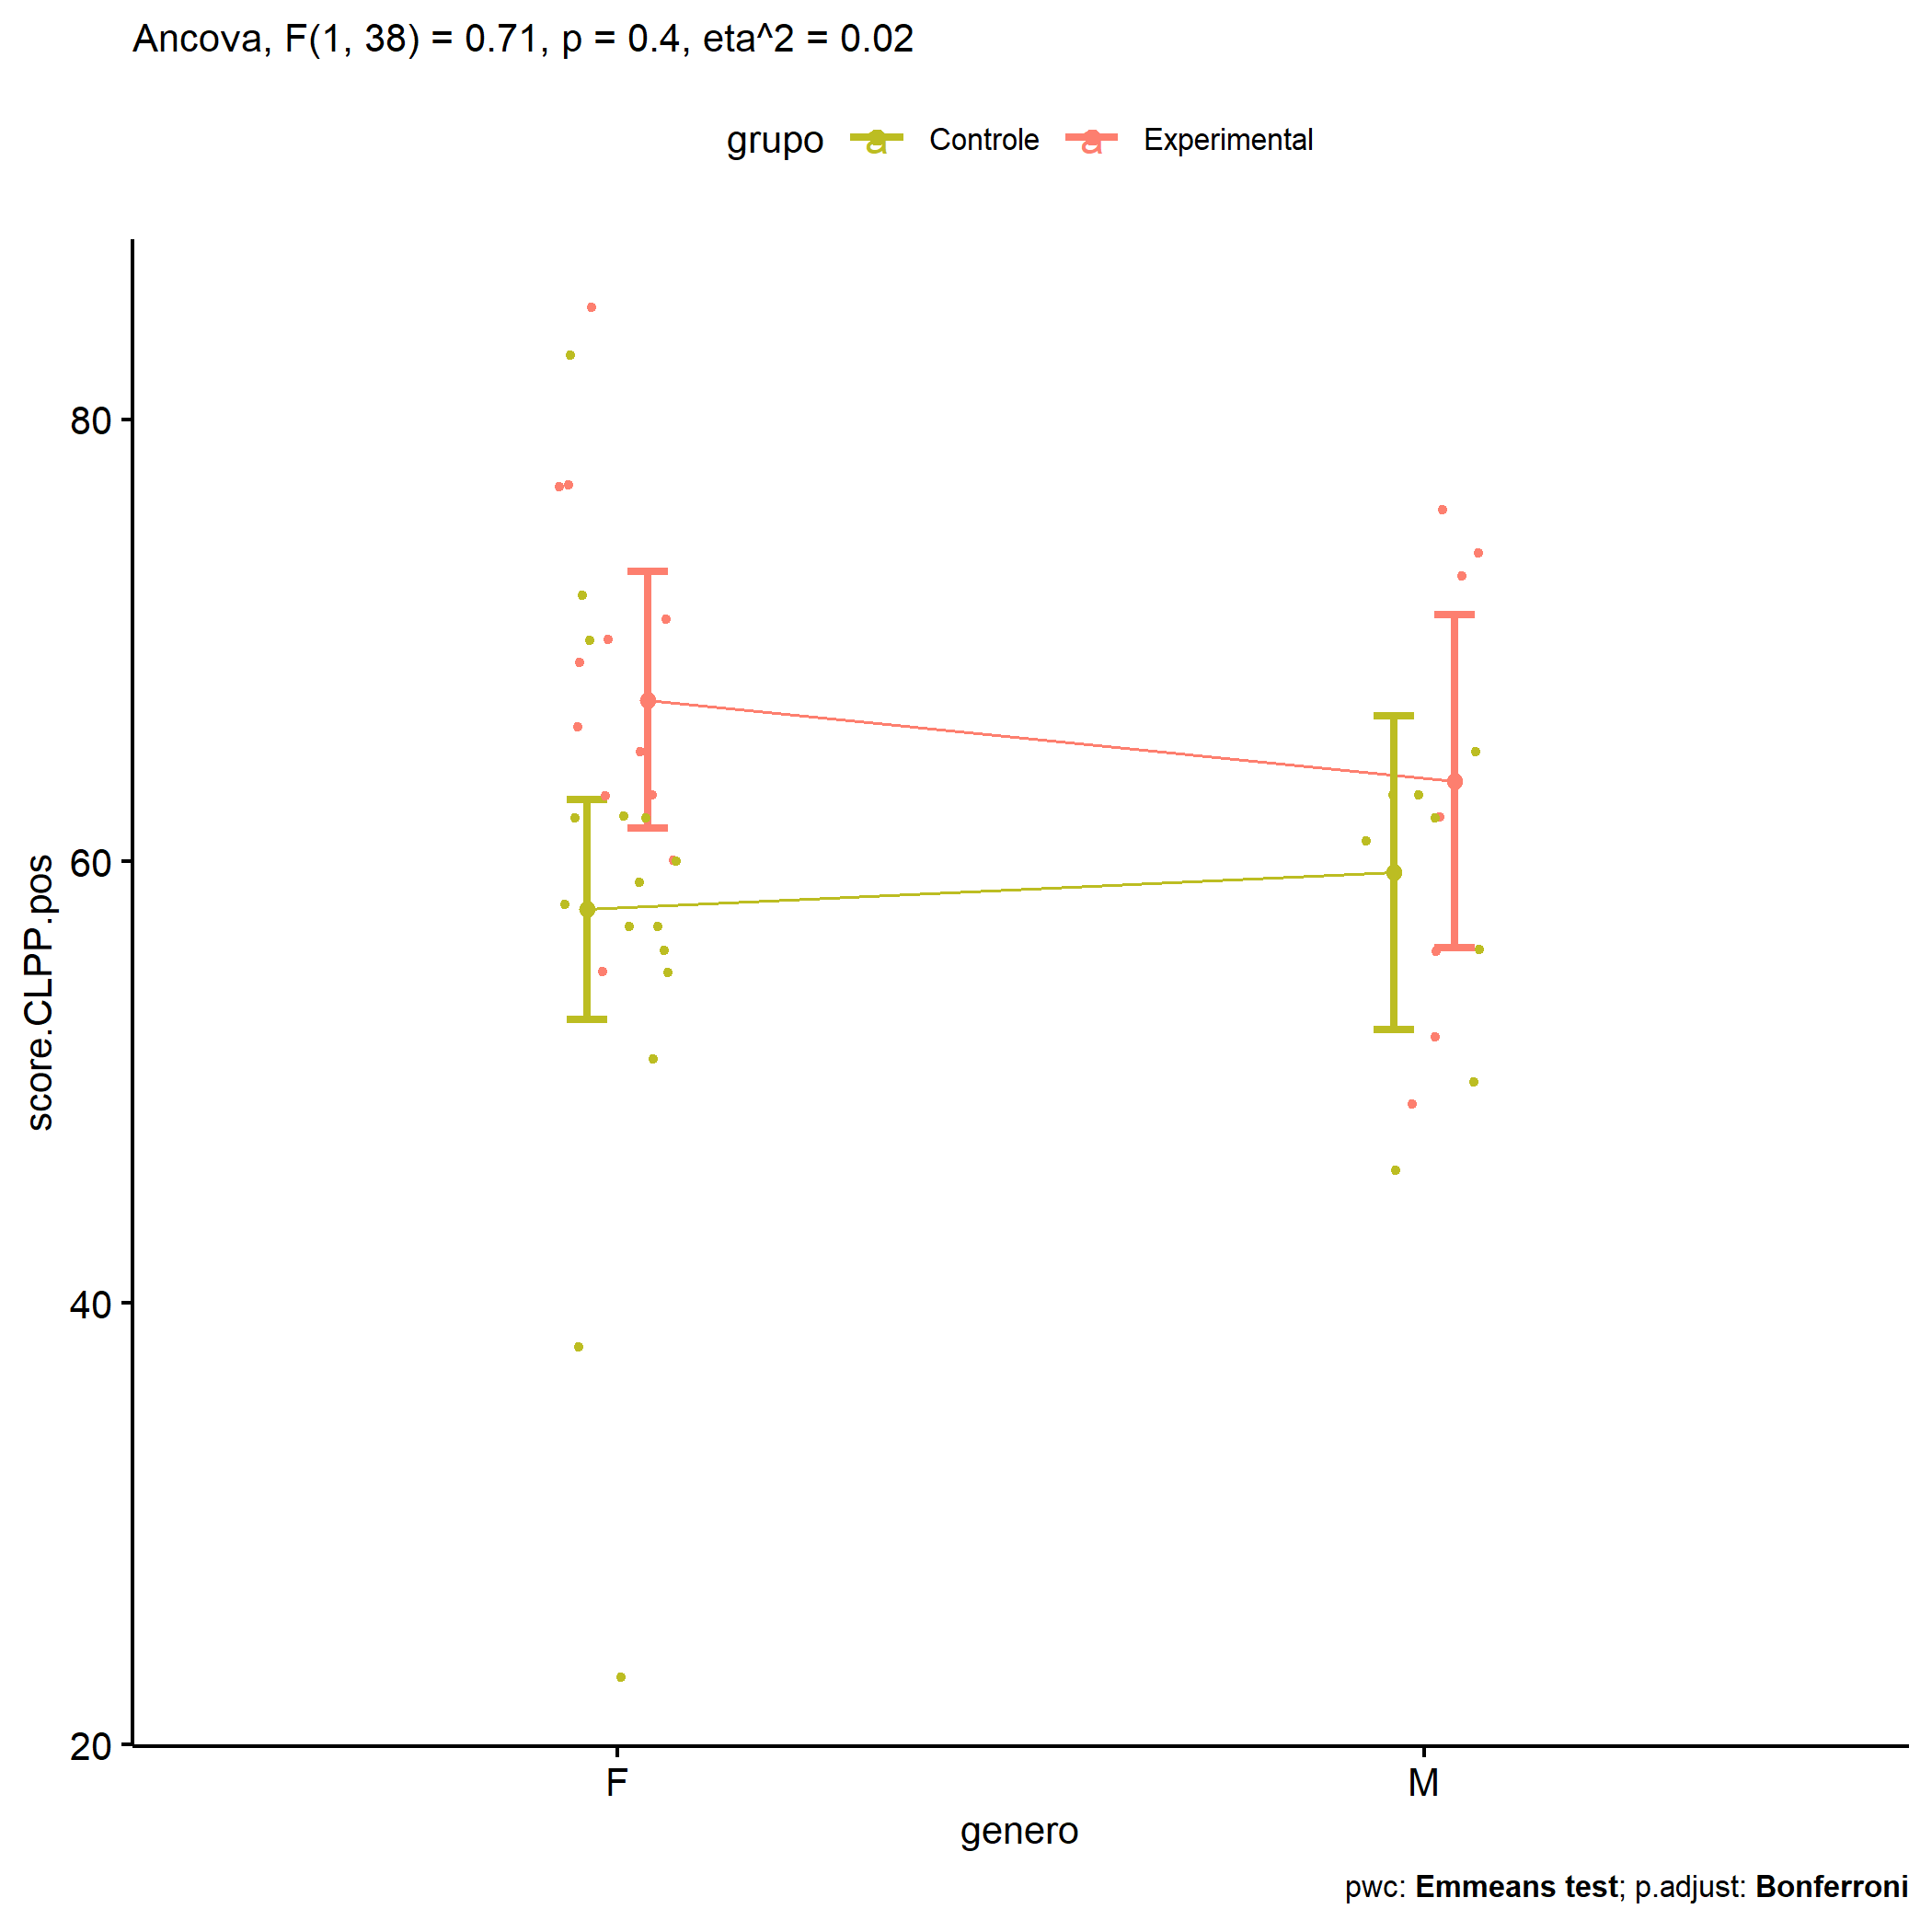 Ancova, F(1, 38) = 0.71, p = 0.4, eta^2 = 0.02
grupo a Controle a Experimental
80
60
40
20
score.CLPP.pos
F M
genero
pwc: Emmeans test; p.adjust: Bonferroni